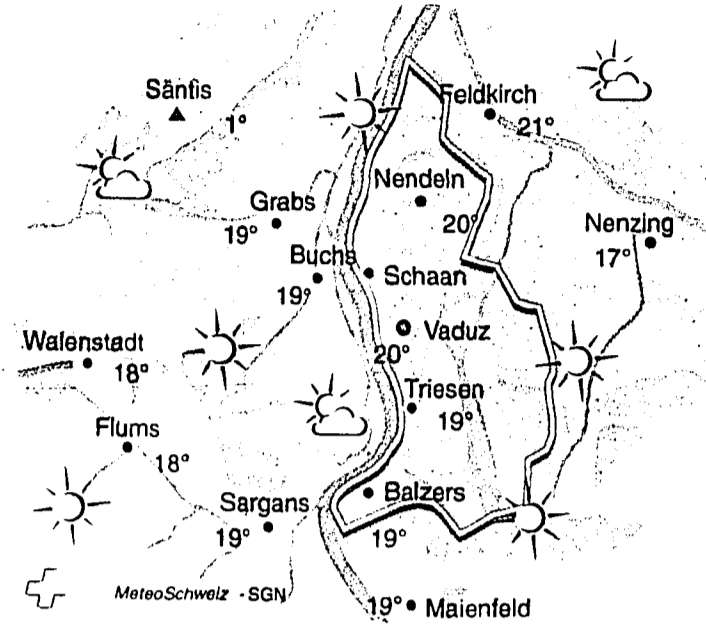 Säntis
1°
Feldkirch
21°
Nendeln
20°
Grabs
19°
Nenzing
17°
Buchs
19°
Schaan
Vaduz
20°
Walenstadt
18°
Triesen
19°
Flums
18°
Sargans
19°
Balzers
19°
MeteoSchweiz - SGN
19°
Maienfeld